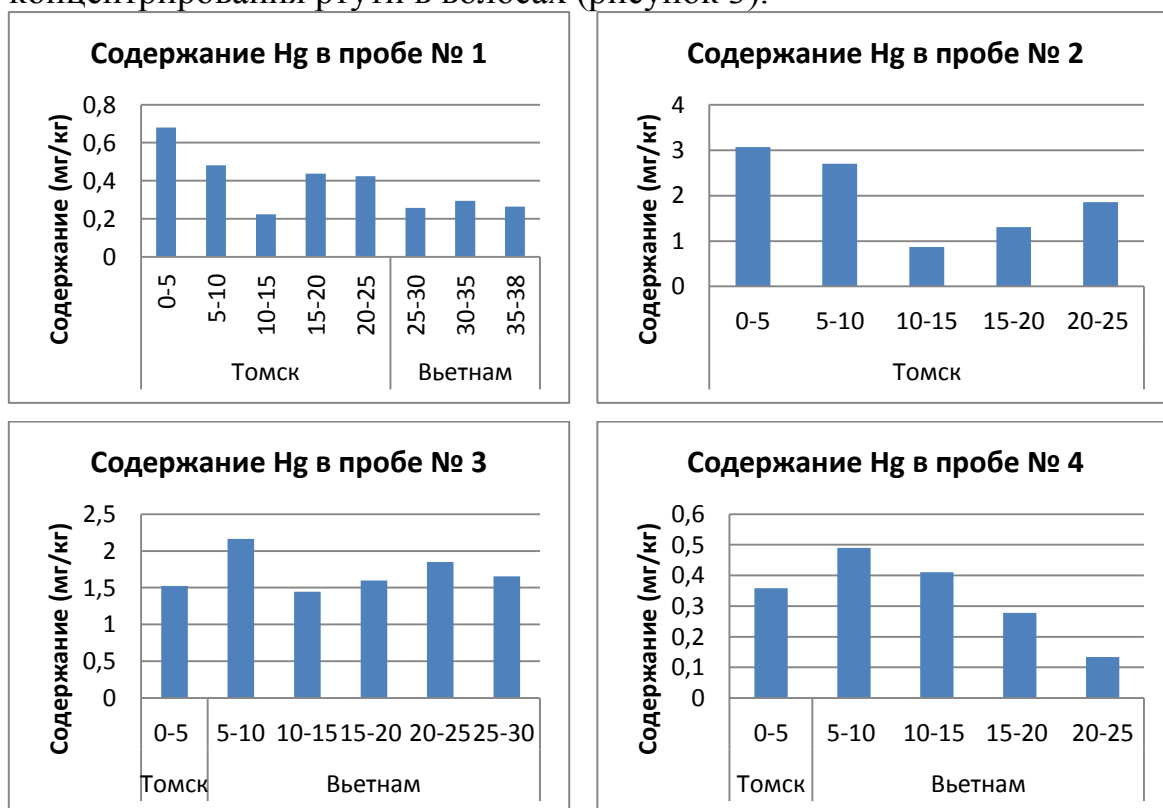 концентрирования ртути в волосах (рисунок 3).
Содержание Hg в пробе № 1
Содержание (мг/кг)
0,8
0,6
0,4
0,2
0
0-5 5-10 10-15 15-20 20-25 25-30 30-35 35-38
Томск Вьетнам
Содержание Hg в пробе № 2
Содержание (мг/кг)
4
3
2
1
0
0-5 5-10 10-15 15-20 20-25
Томск
Содержание Hg в пробе № 3
Содержание (мг/кг)
2,5
2
1,5
1
0,5
0
0-5 5-10 10-15 15-20 20-25 25-30
Томск Вьетнам
Содержание Hg в пробе № 4
Содержание (мг/кг)
0,6
0,5
0,4
0,3
0,2
0,1
0
0-5 5-10 10-15 15-20 20-25
Томск Вьетнам